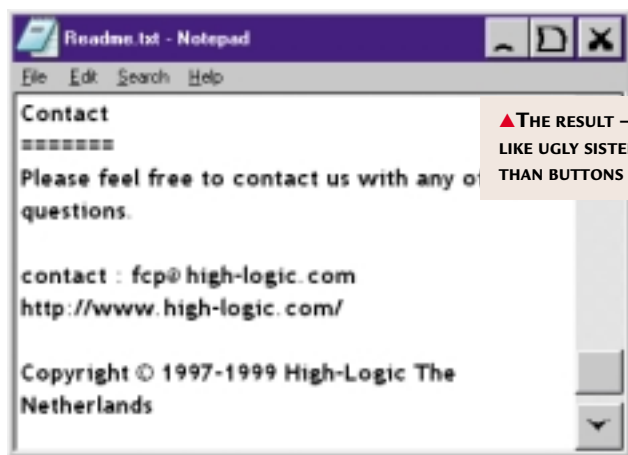 Readme.txt - Notepad
File Edit Search Help
Contact
=======
Please feel free to contact us with any of
questions.
contact : fcp@high-logic.com
http://www.high-logic.com/
Copyright © 1997-1999 High-Logic The
Netherlands
▲THE RESULT –
LIKE UGLY
THAN BUTTONS